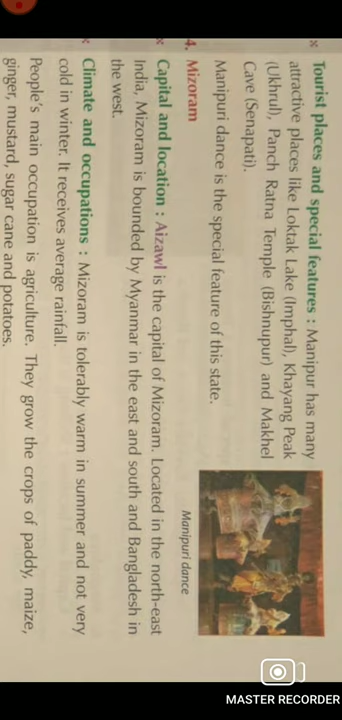 Tourist places and special features : Manipur has many
attractive places like Loktak Lake (Imphal), Khayang Peak
(Ukhrul), Panch Ratna Temple (Bishnupur) and Makhel
Cave (Senapati).
Manipuri dance is the special feature of this state.
Manipuri dance
4. Mizoram
Capital and location : Aizawl is the capital of Mizoram. Located in the north-east
India, Mizoram is bounded by Myanmar in the east and south and Bangladesh in
the west.
Climate and occupations : Mizoram is tolerably warm in summer and not very
cold in winter. It receives average rainfall.
People's main occupation is agriculture. They grow the crops of paddy, maize,
ginger, mustard, sugar cane and potatoes.
MASTER RECORDER